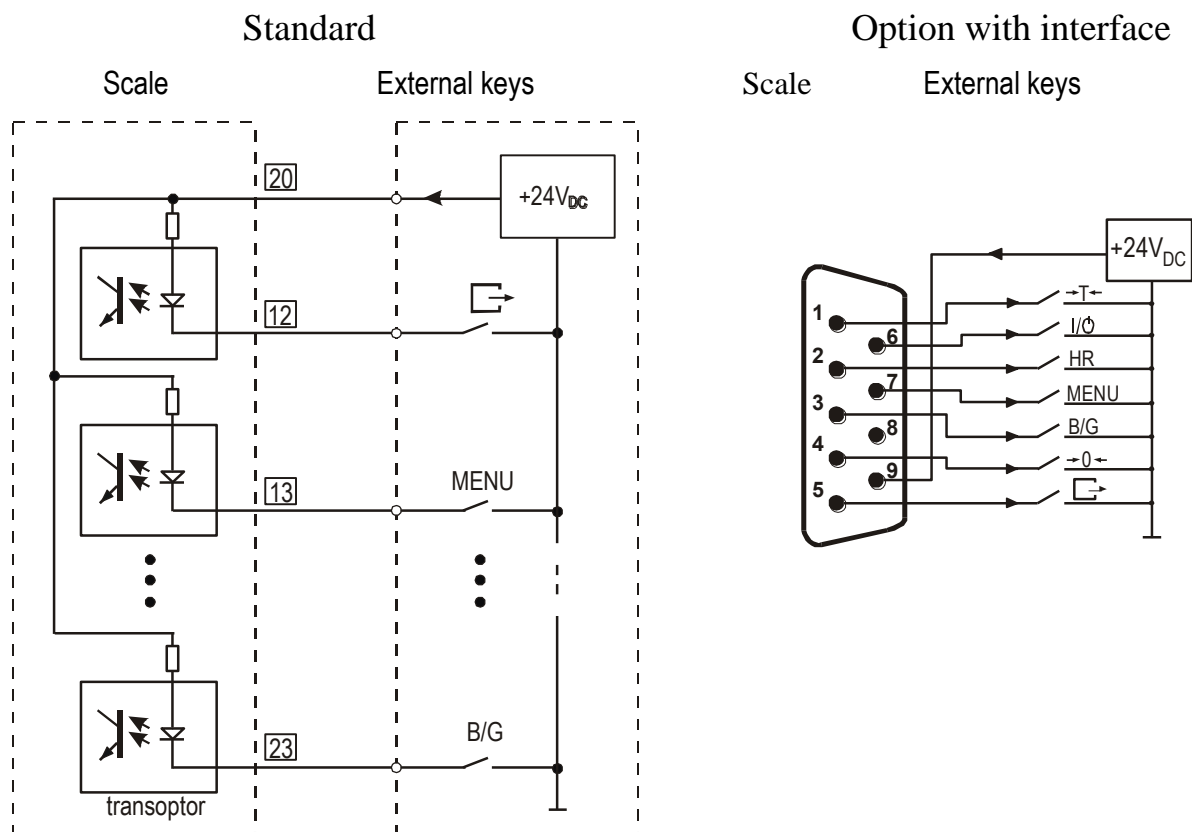 Standard
Scale
External keys
20
+24VDC
12
13
MENU
23
B/G
transoptor
Option with interface
Scale
External keys
+24VDC
1
→T←
6
I/⏻
2
HR
7
MENU
3
B/G
8
4
→0←
9
5